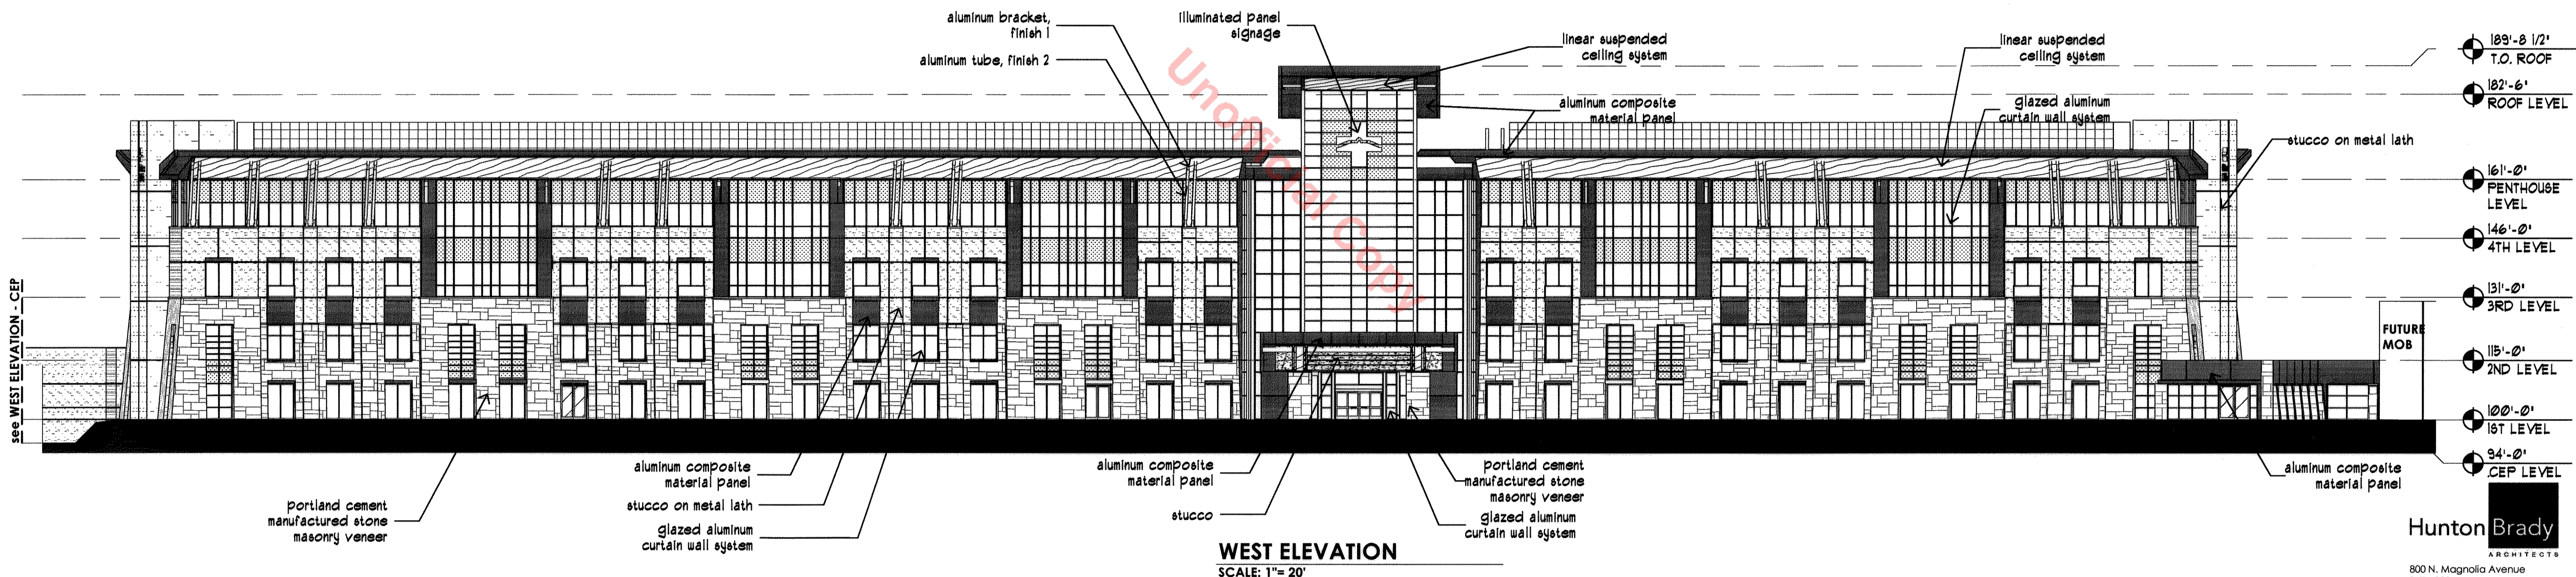 aluminum bracket,
finish 1
aluminum tube, finish 2
illuminated panel
signage
linear suspended
ceiling system
aluminum composite
material panel
linear suspended
ceiling system
glazed aluminum
curtain wall system
stucco on metal lath
189'-8 1/2"
T.O. ROOF
182'-6"
ROOF LEVEL
161'-0"
PENTHOUSE
LEVEL
146'-0"
4TH LEVEL
131'-0"
3RD LEVEL
115'-0"
2ND LEVEL
100'-0"
1ST LEVEL
94'-0"
CEP LEVEL
Unofficial Copy
see WEST ELEVATION - CEP
FUTURE
MOB
portland cement
manufactured stone
masonry veneer
aluminum composite
material panel
stucco on metal lath
glazed aluminum
curtain wall system
aluminum composite
material panel
stucco
portland cement
manufactured stone
masonry veneer
glazed aluminum
curtain wall system
aluminum composite
material panel
WEST ELEVATION
SCALE: 1"= 20'
Hunton Brady
ARCHITECTS
800 N. Magnolia Avenue